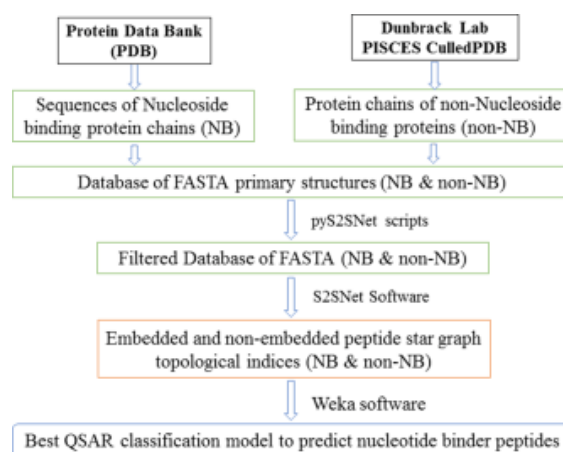 Protein Data Bank
(PDB)
Dunbrack Lab
PISCES CulledPDB
Sequences of Nucleoside
binding protein chains (NB)
Protein chains of non-Nucleoside
binding proteins (non-NB)
Database of FASTA primary structures (NB & non-NB)
pyS2SNet scripts
Filtered Database of FASTA (NB & non-NB)
S2SNet Software
Embedded and non-embedded peptide star graph
topological indices (NB & non-NB)
Weka software
Best QSAR classification model to predict nucleotide binder peptides